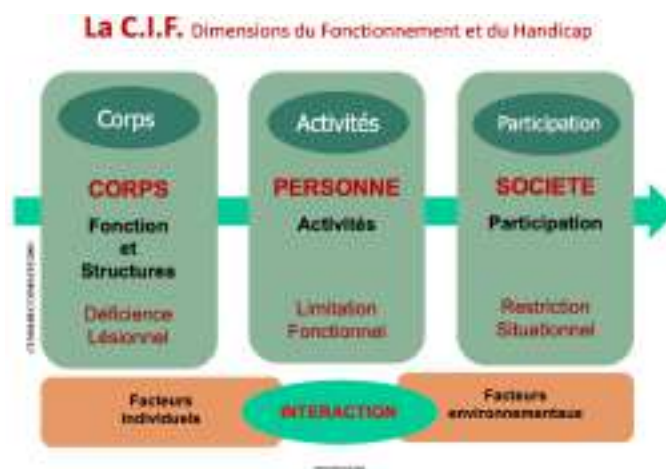 La C.I.F. Dimensions du Fonctionnement et du Handicap
Corps
Activités
Participation
CORPS
Fonction
et
Structures
Déficience
Lésionnel
PERSONNE
Activités
Limitation
Fonctionnel
SOCIETE
Participation
Restriction
Situationnel
Facteurs
individuels
INTERACTION
Facteurs
environnementaux